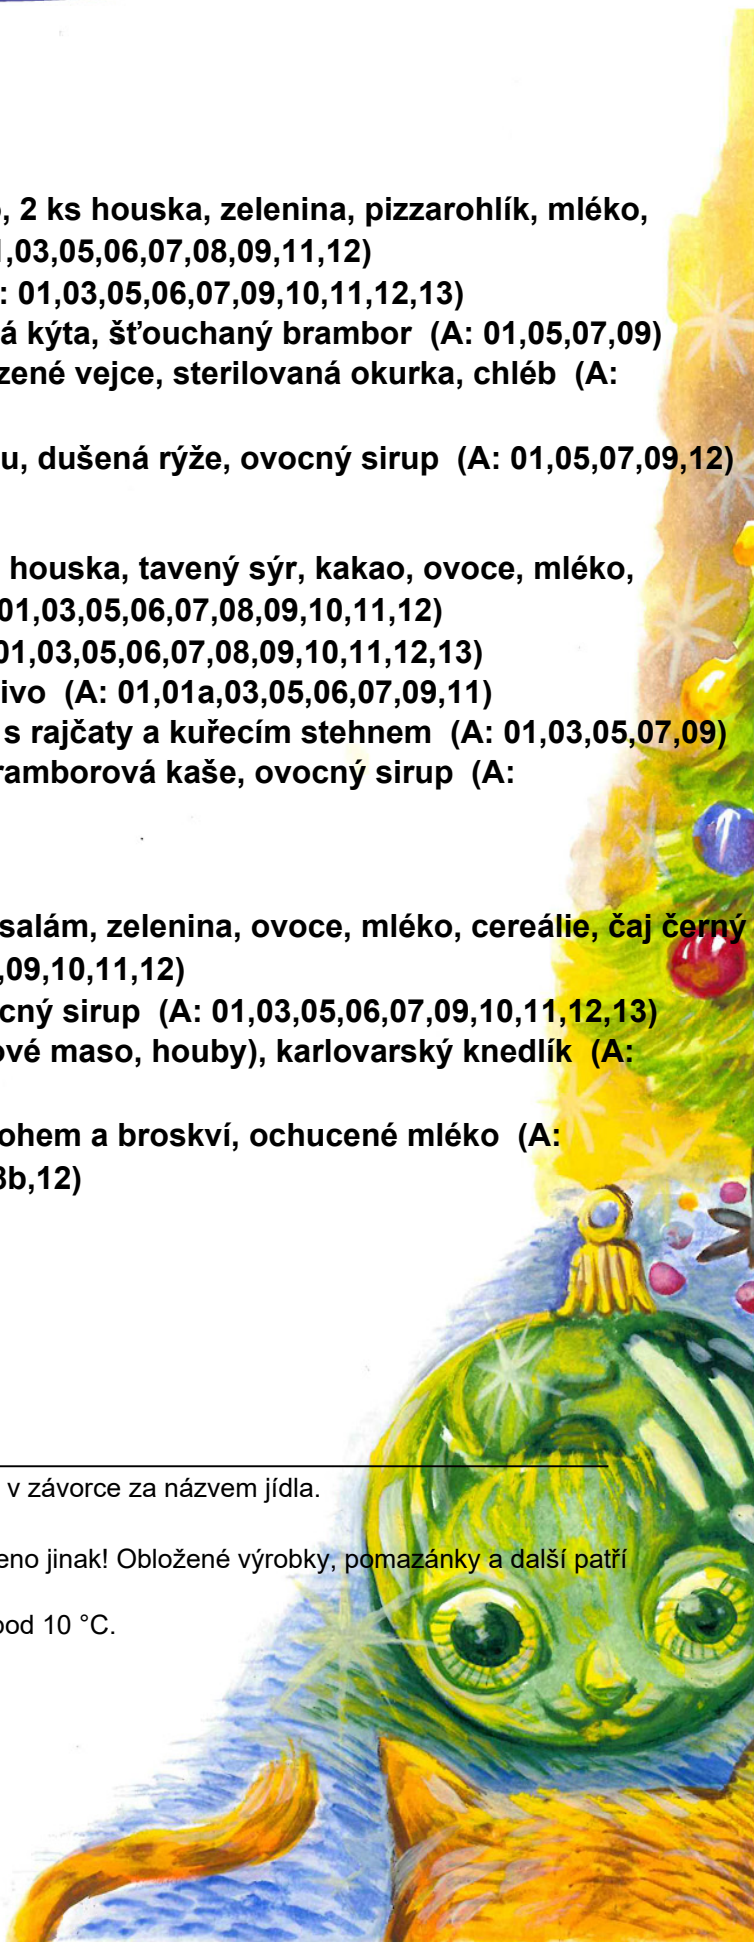 , 2 ks houska, zelenina, pizzarohlík, mléko,
,03,05,06,07,08,09,11,12)
: 01,03,05,06,07,09,10,11,12,13)
á kýta, šťouchaný brambor (A: 01,05,07,09)
zené vejce, sterilovaná okurka, chléb (A:
u, dušená rýže, ovocný sirup (A: 01,05,07,09,12)
houska, tavený sýr, kakao, ovoce, mléko,
01,03,05,06,07,08,09,10,11,12)
01,03,05,06,07,08,09,10,11,12,13)
ivo (A: 01,01a,03,05,06,07,09,11)
s rajčaty a kuřecím stehnem (A: 01,03,05,07,09)
ramborová kaše, ovocný sirup (A:
salám, zelenina, ovoce, mléko, cereálie, čaj černý
,09,10,11,12)
cný sirup (A: 01,03,05,06,07,09,10,11,12,13)
ové maso, houby), karlovarský knedlík (A:
ohem a broskví, ochucené mléko (A:
8b,12)
v závorce za názvem jídla.
eno jinak! Obložené výrobky, pomazánky a další patří
pod 10 °C.